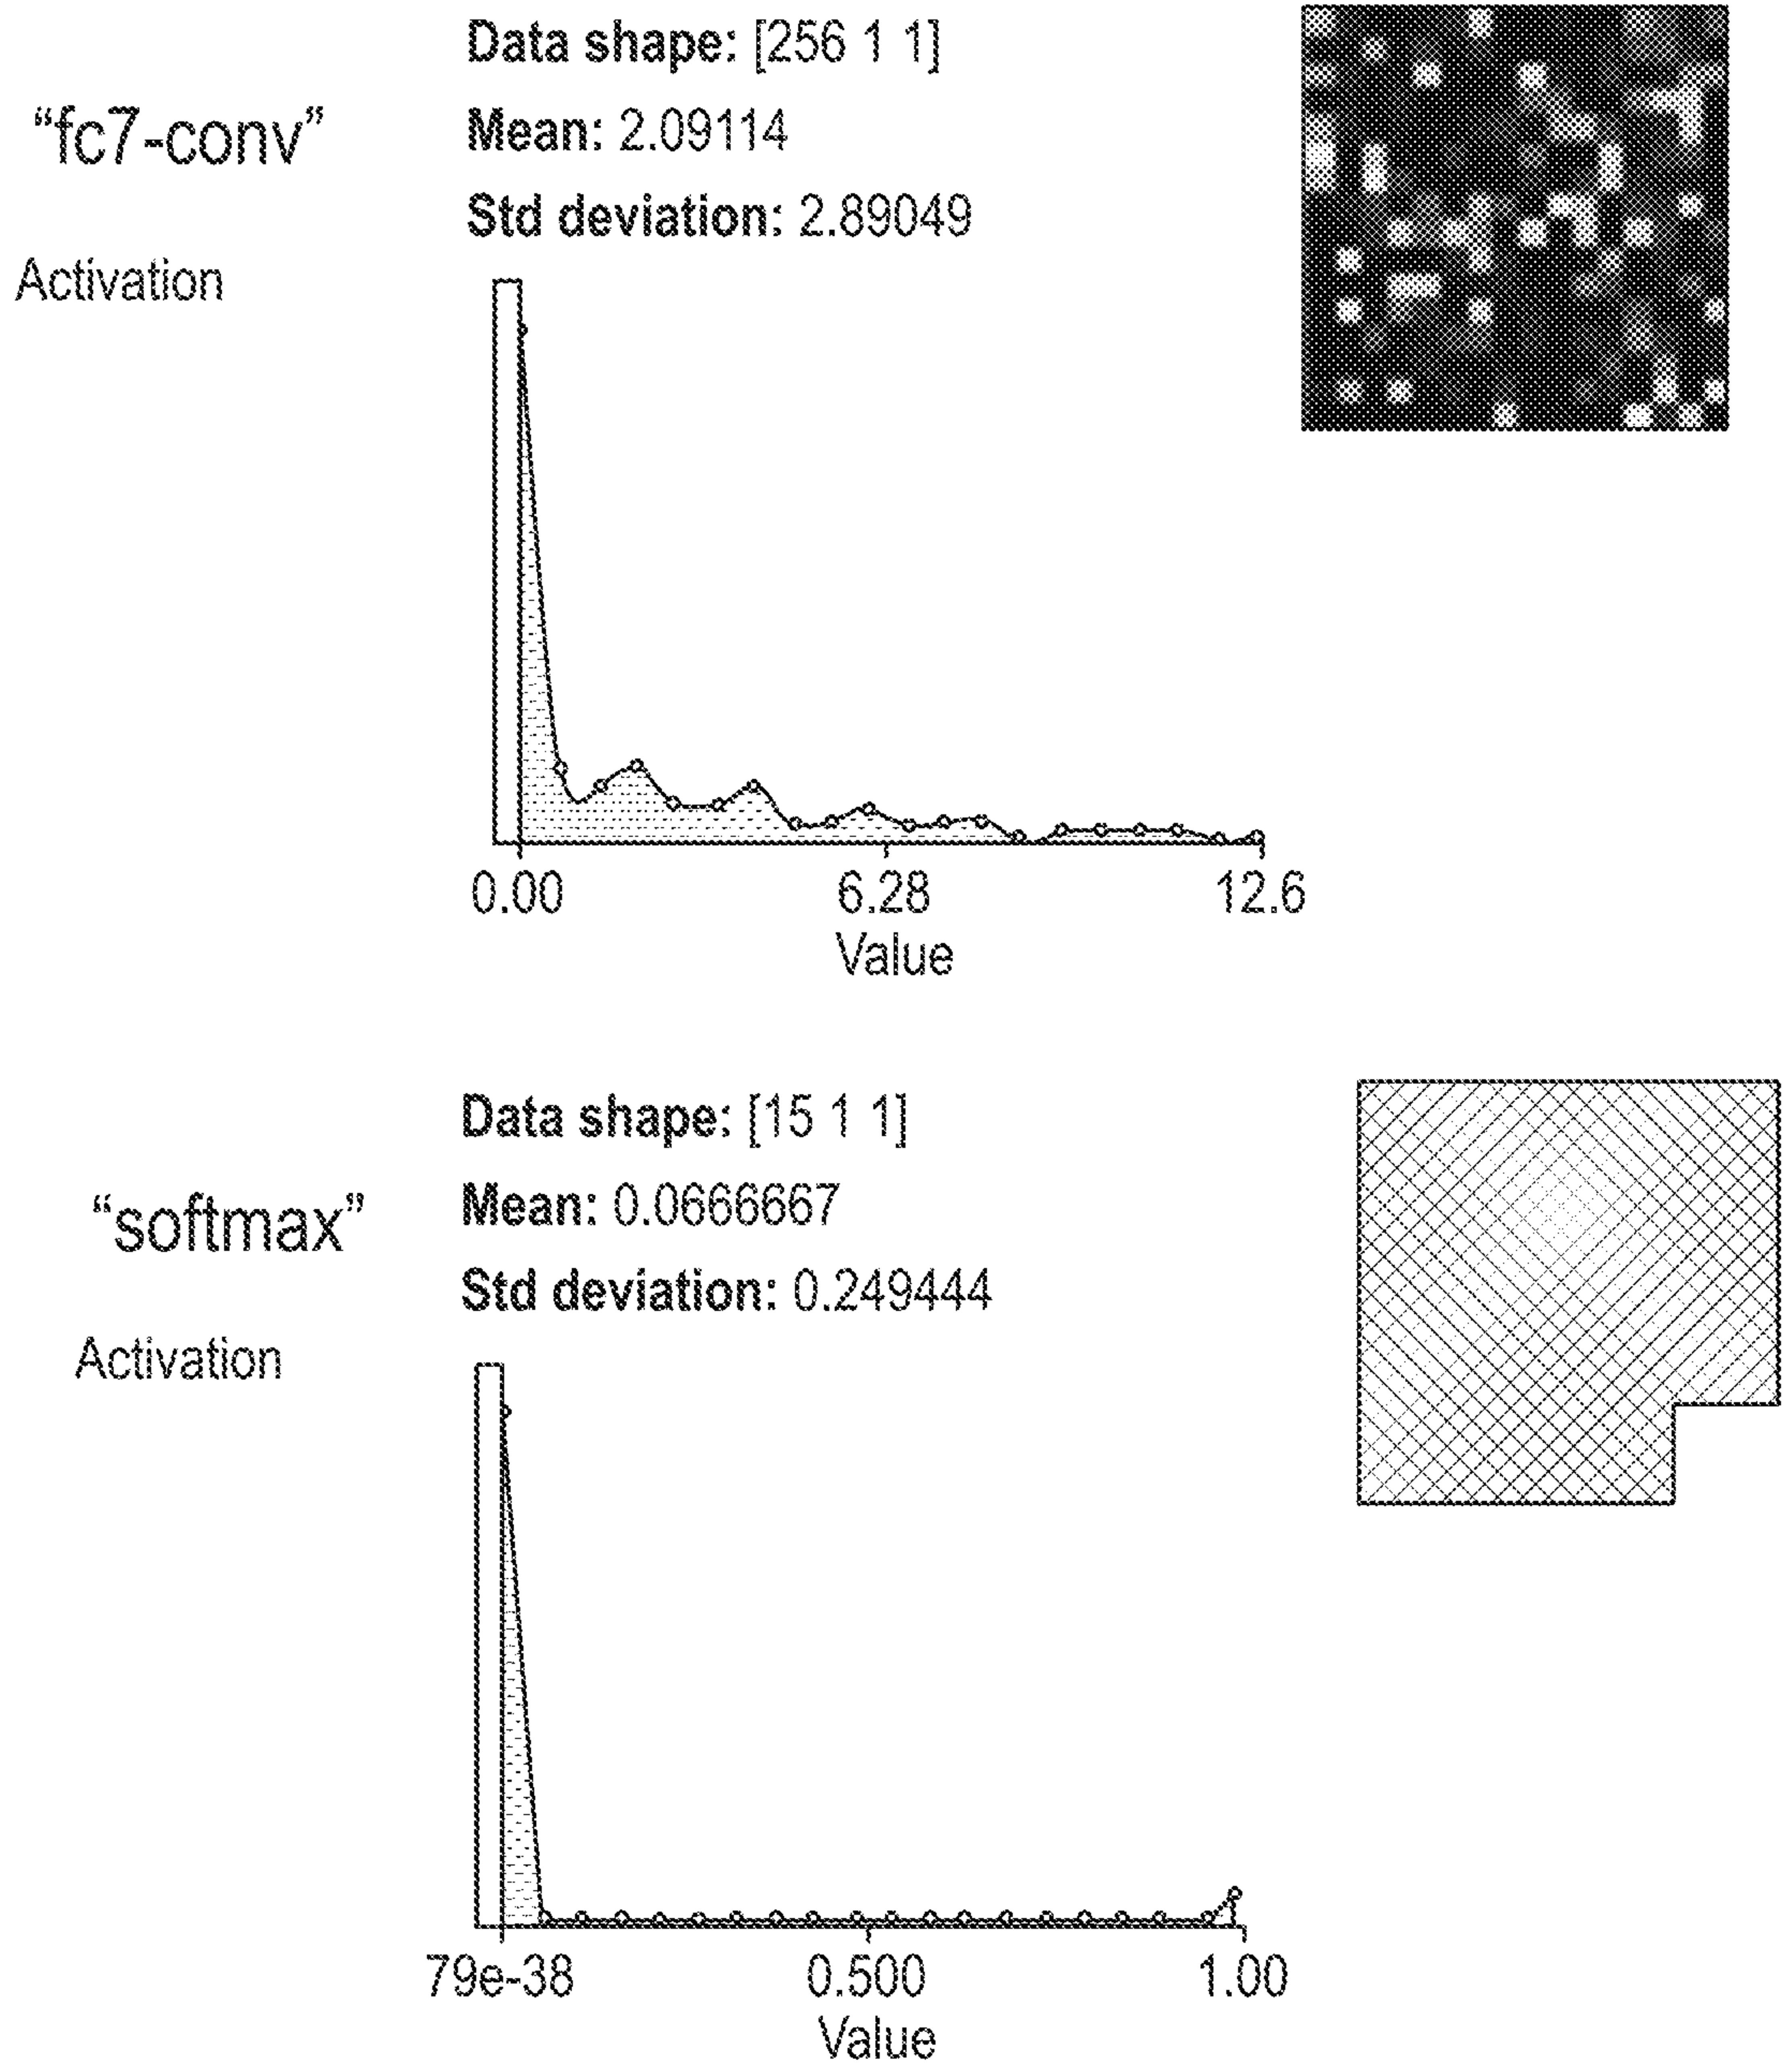 Data shape: [256 1 1]
“fc7-conv”
Mean: 2.09114
Std deviation: 2.89049
Activation
0.00 6.28 12.6
Value
Data shape: [15 1 1]
“softmax”
Mean: 0.0666667
Std deviation: 0.249444
Activation
79e-38 0.500 1.00
Value